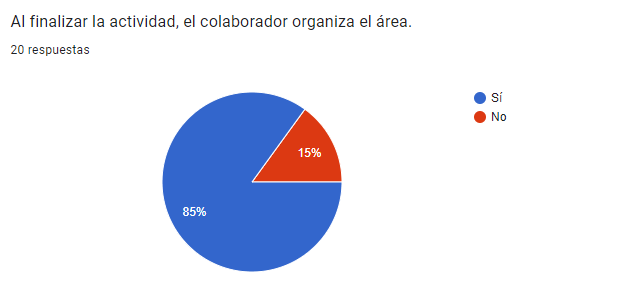 Al finalizar la actividad, el colaborador organiza el área.
20 respuestas
Sí
No
15%
85%